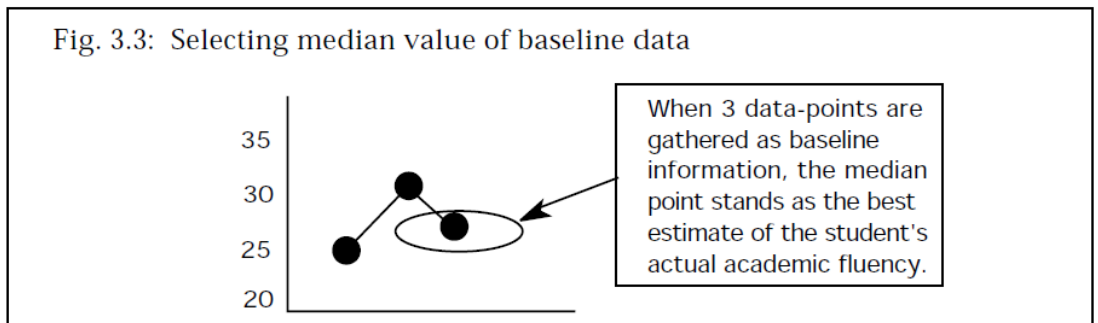 Fig. 3.3: Selecting median value of baseline data
When 3 data-points are
gathered as baseline
information, the median
point stands as the best
estimate of the student's
actual academic fluency.
35
30
25
20